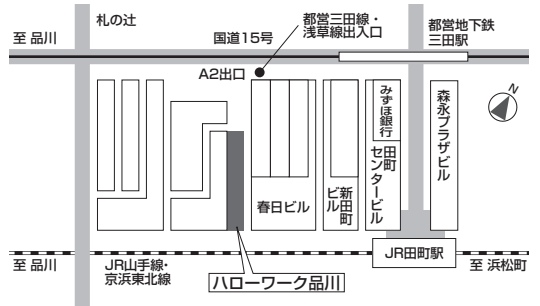 札の辻
至 品川
国道15号
都営三田線・
浅草線出入口
都営地下鉄
三田駅
A2出口
N
みずほ銀行
田町
センタービル
森永プラザビル
新田町
ビル
春日ビル
JR田町駅
至 品川
JR山手線・
京浜東北線
ハローワーク品川
至 浜松町